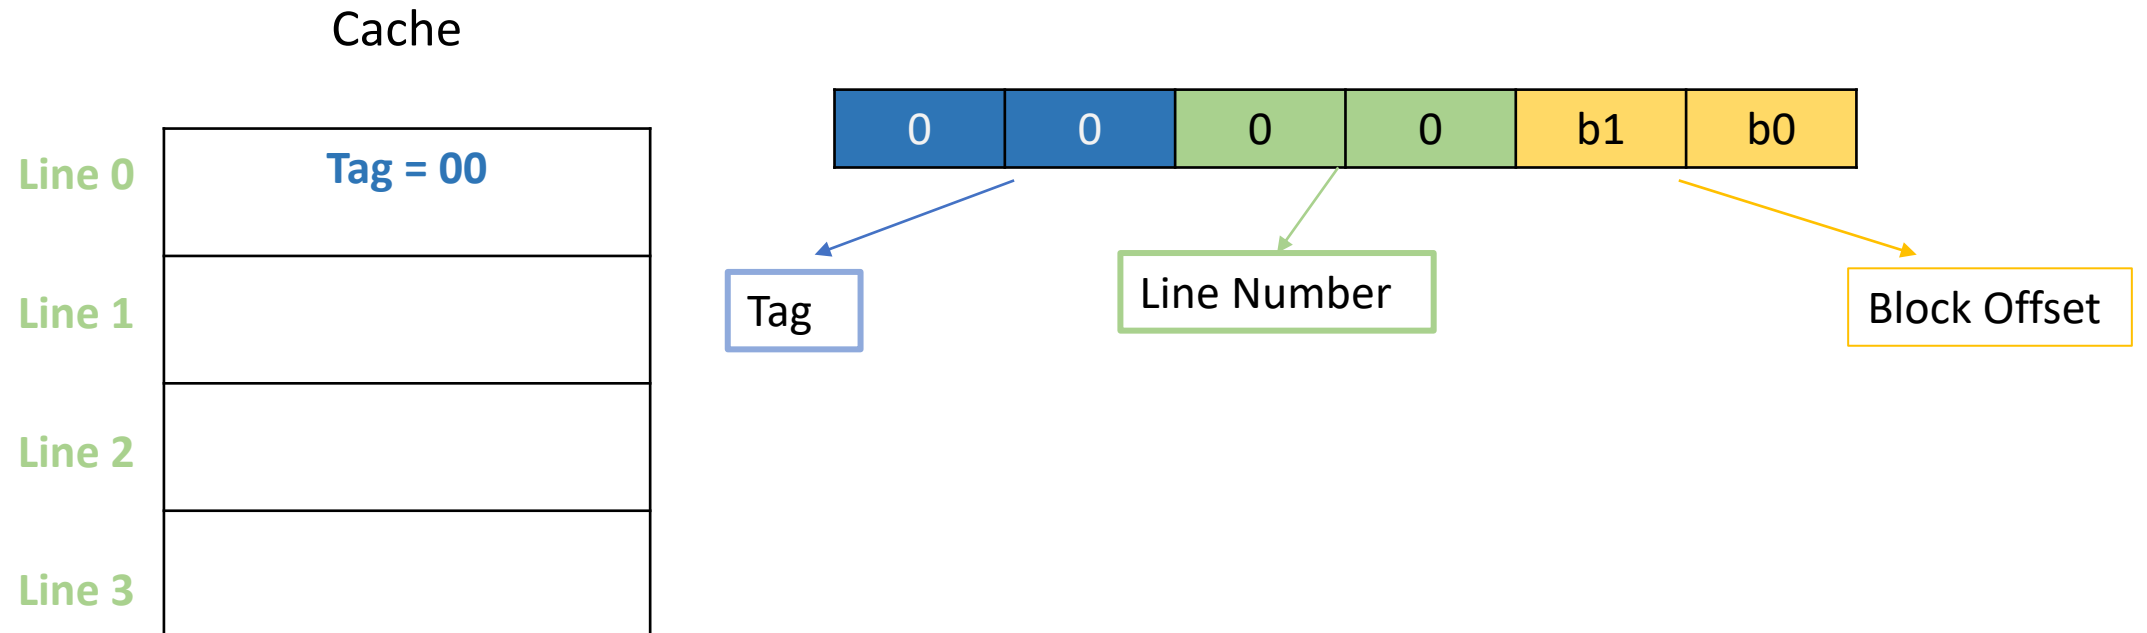 Cache
0 0 0 0 b1 b0
Line 0
Tag = 00
Tag
Line Number
Block Offset
Line 1
Line 2
Line 3